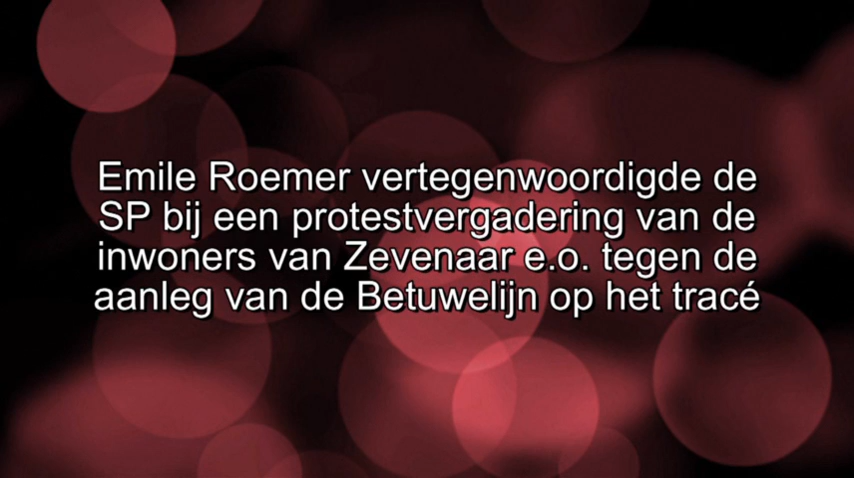 Emile Roemer vertegenwoordigde de
SP bij een protestvergadering van de
inwoners van Zevenaar e.o. tegen de
aanleg van de Betuwelijn op het tracé